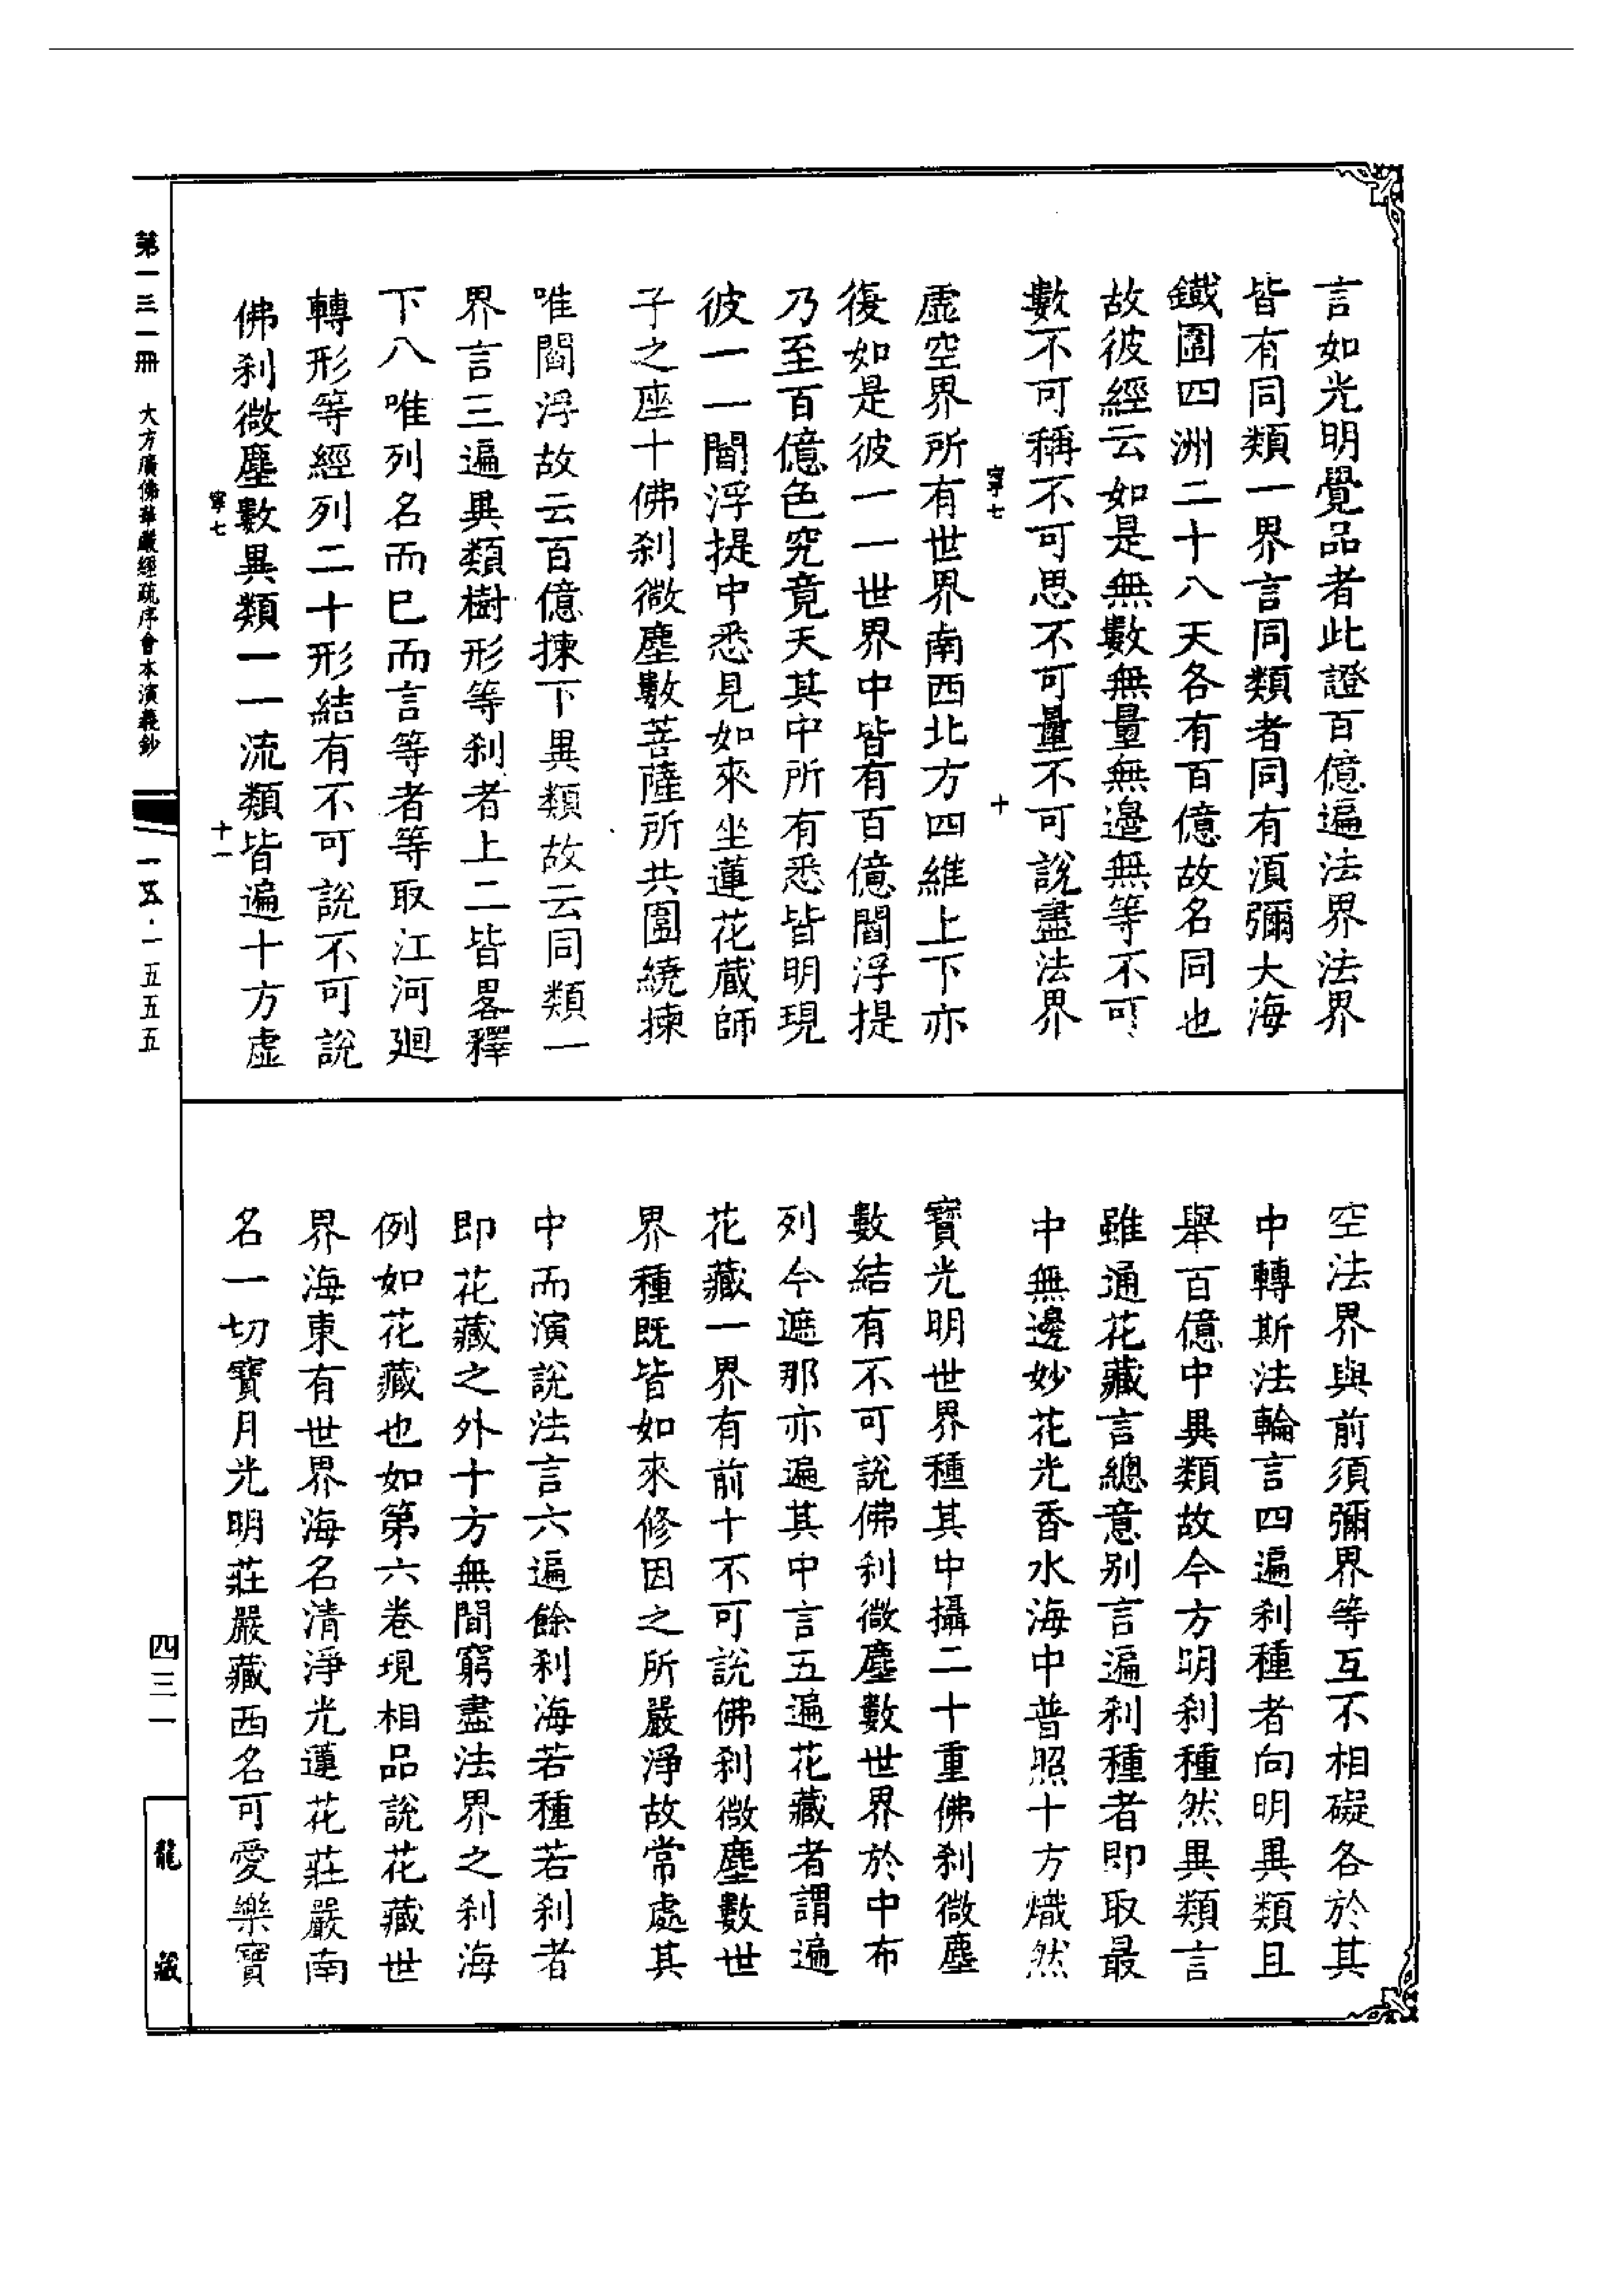 言如光明覺品者此證百億遍法界法界
皆有同類一界言同類者同有湏彌大海
鐵圍四洲二十八天各有百億故名同也
故彼經云如是無數無量無邊無等不可
數不可稱不可思不可量不可說盡法界
寧七
十
虛空界所有世界南西北方四維上下亦
復如是彼一一世界中皆有百億閻浮提
乃至百億色究竟天其中所有悉皆明現
彼一一閻浮提中悉見如來坐蓮花藏師
子之座十佛刹微塵數菩薩所共圍繞揀
唯閻浮故云百億揀下異類故云同類一
界言三遍異類樹形等刹者上二皆畧釋
下八唯列名而已而言等者等取江河廻
轉形等經列二十形結有不可說不可說
佛刹微塵數異類一一流類皆遍十方虛
寧七
十一
空法界與前須彌界等互不相礙各於其
中轉斯法輪言四遍刹種者向明異類且
舉百億中異類故今方明刹種然異類言
雖通花藏言總意別言遍刹種者即取最
中無邊妙花光香水海中普照十方熾然
寶光明世界種其中攝二十重佛刹微塵
數結有不可說佛刹微塵數世界於中布
列今遮那亦遍其中言五遍花藏者謂遍
花藏一界有前十不可說佛刹微塵數世
界種既皆如來修因之所嚴淨故常處其
中而演說法言六遍餘刹海若種若刹者
即花藏之外十方無間窮盡法界之刹海
例如花藏也如第六卷現相品說花藏世
界海東有世界海名清淨光蓮花莊嚴南
名一切寶月光明莊嚴藏西名可愛樂寶
第一三一冊　大方廣佛華嚴經疏序會本演義鈔
一五·一五五五
四三一
龍藏